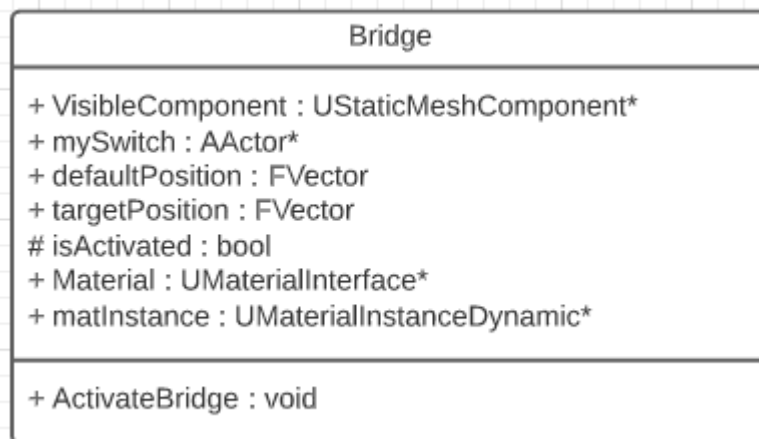 Bridge
+ VisibleComponent : UStaticMeshComponent*
+ mySwitch : AActor*
+ defaultPosition : FVector
+ targetPosition : FVector
# isActivated : bool
+ Material : UMaterialInterface*
+ matInstance : UMaterialInstanceDynamic*
+ ActivateBridge : void